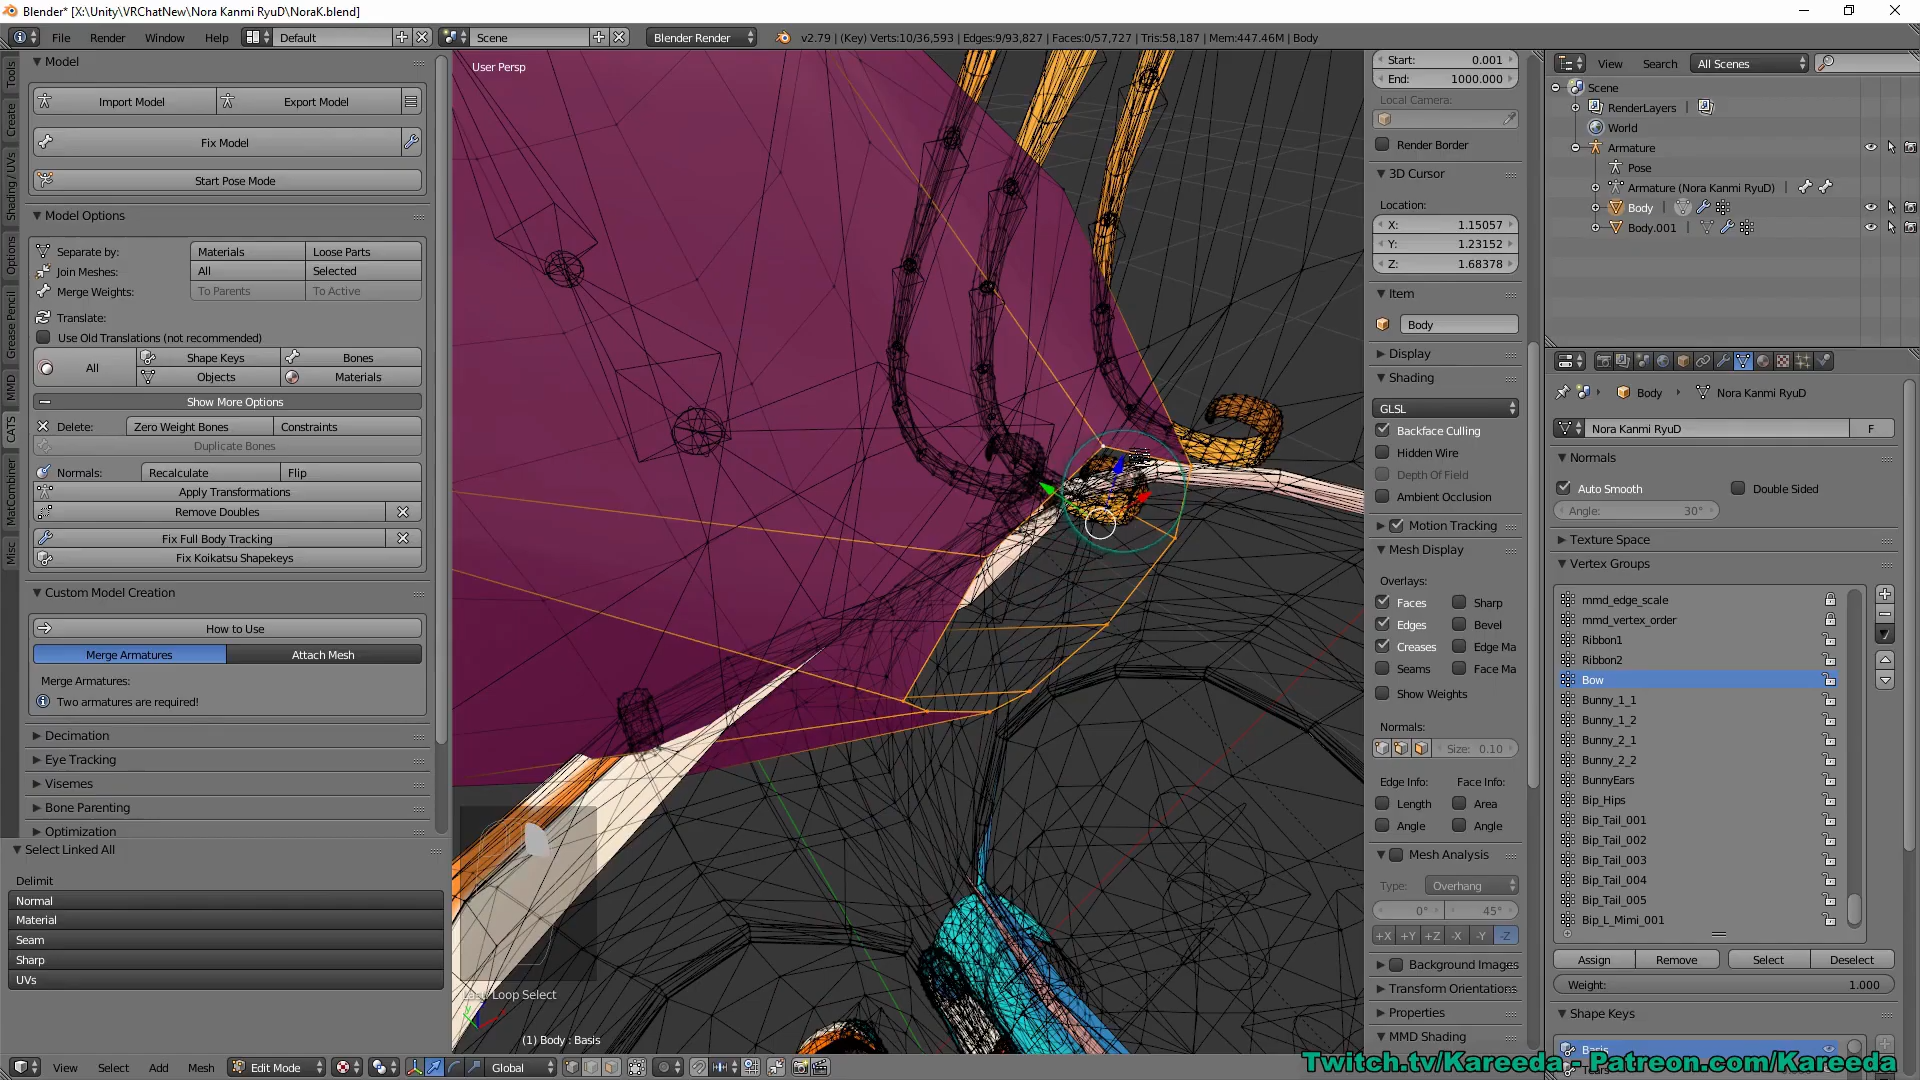 Blender* [X:\Unity\VRChatNew\Nora Kanmi RyuD\NoraK.blend]
File Render Window Help Default Scene Blender Render v2.79 | (Key) Verts:10/36,593 | Edges:9/93,827 | Faces:0/57,727 | Tris:58,187 | Mem:447.46M | Body
Tools
Create
Shading / UVs
Options
Grease Pencil
MMD
CATS
MatCombiner
Misc
Model
Import Model Export Model
Fix Model
Start Pose Mode
Model Options
Separate by: Materials Loose Parts
Join Meshes: All Selected
Merge Weights: To Parents To Active
Translate:
Use Old Translations (not recommended)
All Shape Keys Bones
Objects Materials
Show More Options
Delete: Zero Weight Bones Constraints
Duplicate Bones
Normals: Recalculate Flip
Apply Transformations
Remove Doubles
Fix Full Body Tracking
Fix Koikatsu Shapekeys
Custom Model Creation
How to Use
Merge Armatures Attach Mesh
Merge Armatures:
Two armatures are required!
Decimation
Eye Tracking
Visemes
Bone Parenting
Optimization
Select Linked All
Delimit
Normal
Material
Seam
Sharp
UVs
User Persp
Loop Select
(1) Body : Basis
View Select Add Mesh Edit Mode Global
Start: 0.001
End: 1000.000
Local Camera:
Render Border
3D Cursor
Location:
X: 1.15057
Y: 1.23152
Z: 1.68378
Item
Body
Display
Shading
GLSL
Backface Culling
Hidden Wire
Depth Of Field
Ambient Occlusion
Motion Tracking
Mesh Display
Overlays:
Faces Sharp
Edges Bevel
Creases Edge Ma
Seams Face Ma
Show Weights
Normals:
Size: 0.10
Edge Info: Face Info:
Length Area
Angle Angle
Mesh Analysis
Type: Overhang
0° 45°
+X +Y +Z -X -Y -Z
Background Images
Transform Orientations
Properties
MMD Shading
View Search All Scenes
Scene
RenderLayers
World
Armature
Pose
Armature (Nora Kanmi RyuD)
Body
Body.001
Body Nora Kanmi RyuD
Nora Kanmi RyuD F
Normals
Auto Smooth Double Sided
Angle: 30°
Texture Space
Vertex Groups
mmd_edge_scale
mmd_vertex_order
Ribbon1
Ribbon2
Bow
Bunny_1_1
Bunny_1_2
Bunny_2_1
Bunny_2_2
BunnyEars
Bip_Hips
Bip_Tail_001
Bip_Tail_002
Bip_Tail_003
Bip_Tail_004
Bip_Tail_005
Bip_L_Mimi_001
Assign Remove Select Deselect
Weight: 1.000
Shape Keys
Basis
Twitch.tv/Kareeda - Patreon.com/Kareeda